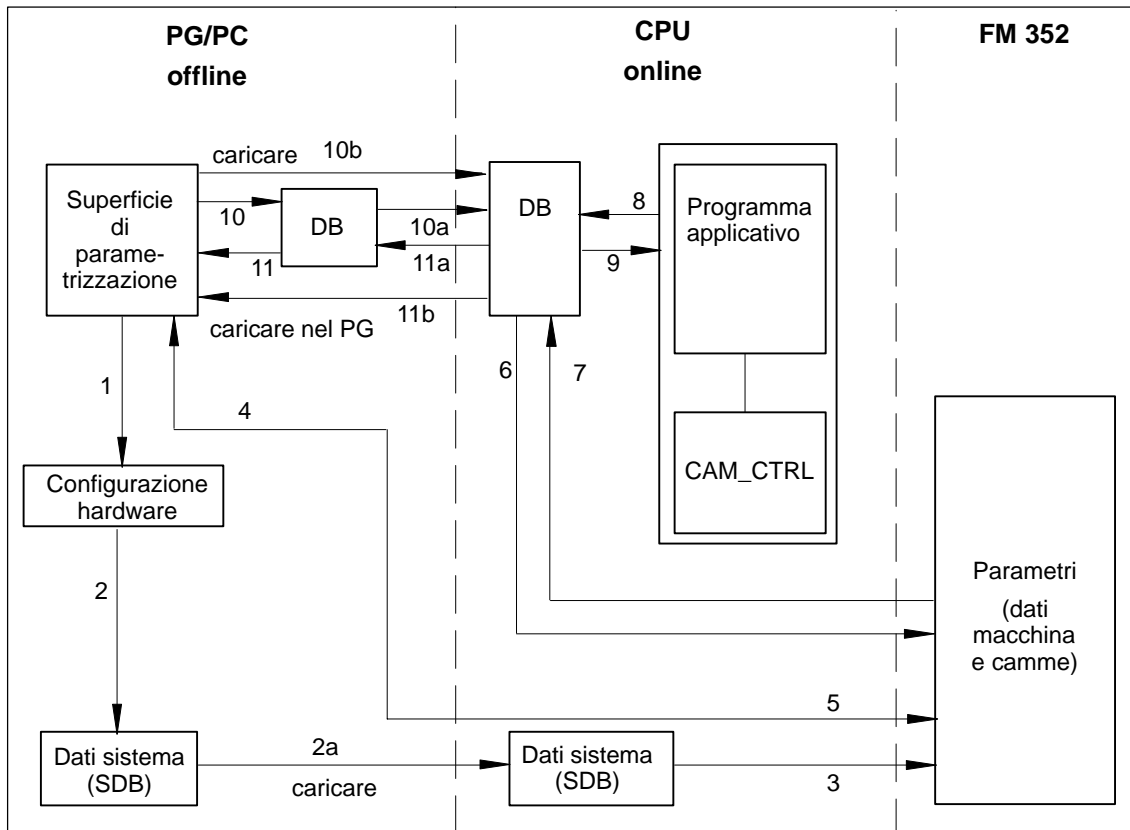 PG/PC
offline
CPU
online
FM 352
caricare
10b
Superficie
di
parame-
trizzazione
10
DB
10a
11
11a
11b
caricare nel PG
DB
8
9
Programma
applicativo
CAM_CTRL
1
4
6
7
Configurazione
hardware
2
Parametri
(dati
macchina
e camme)
5
Dati sistema
(SDB)
2a
caricare
Dati sistema
(SDB)
3